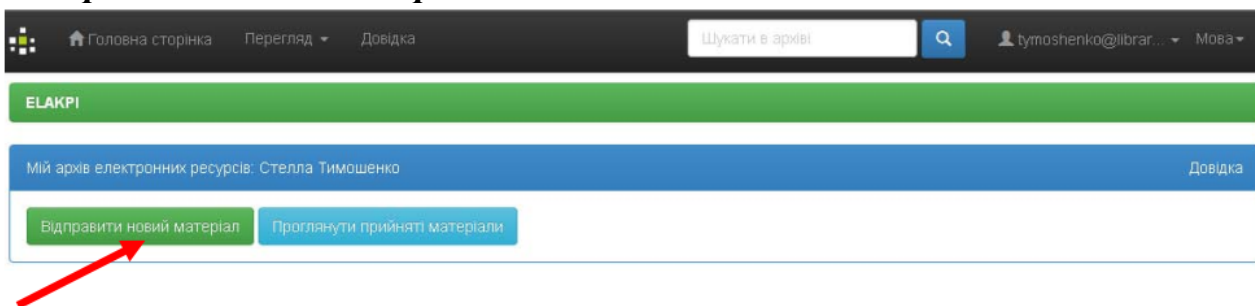 Головна сторінка Перегляд Довідка Шукати в архіві tymoshenko@librar... Мова
ELAKPI
Мій архів електронних ресурсів: Стелла Тимошенко Довідка
Відправити новий матеріал Проглянути прийняті матеріали